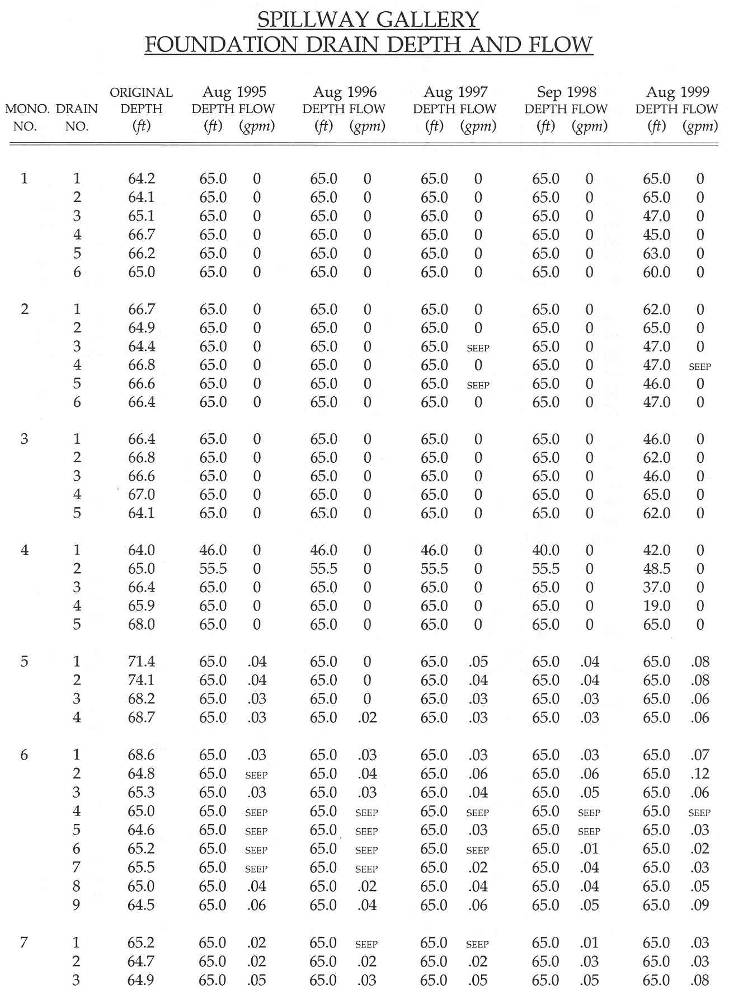 SPILLWAY GALLERY
FOUNDATION DRAIN DEPTH AND FLOW
ORIGINAL Aug 1995 Aug 1996 Aug 1997 Sep 1998 Aug 1999
MONO. DRAIN DEPTH DEPTH FLOW DEPTH FLOW DEPTH FLOW DEPTH FLOW DEPTH FLOW
NO. NO. (ft) (ft) (gpm) (ft) (gpm) (ft) (gpm) (ft) (gpm) (ft) (gpm)
1 1 64.2 65.0 0 65.0 0 65.0 0 65.0 0 65.0 0
2 64.1 65.0 0 65.0 0 65.0 0 65.0 0 65.0 0
3 65.1 65.0 0 65.0 0 65.0 0 65.0 0 47.0 0
4 66.7 65.0 0 65.0 0 65.0 0 65.0 0 45.0 0
5 66.2 65.0 0 65.0 0 65.0 0 65.0 0 63.0 0
6 65.0 65.0 0 65.0 0 65.0 0 65.0 0 60.0 0
2 1 66.7 65.0 0 65.0 0 65.0 0 65.0 0 62.0 0
2 64.9 65.0 0 65.0 0 65.0 0 65.0 0 65.0 0
3 64.4 65.0 0 65.0 0 65.0 SEEP 65.0 0 47.0 0
4 66.8 65.0 0 65.0 0 65.0 0 65.0 0 47.0 SEEP
5 66.6 65.0 0 65.0 0 65.0 SEEP 65.0 0 46.0 0
6 66.4 65.0 0 65.0 0 65.0 0 65.0 0 47.0 0
3 1 66.4 65.0 0 65.0 0 65.0 0 65.0 0 46.0 0
2 66.8 65.0 0 65.0 0 65.0 0 65.0 0 62.0 0
3 66.6 65.0 0 65.0 0 65.0 0 65.0 0 46.0 0
4 67.0 65.0 0 65.0 0 65.0 0 65.0 0 65.0 0
5 64.1 65.0 0 65.0 0 65.0 0 65.0 0 62.0 0
4 1 64.0 46.0 0 46.0 0 46.0 0 40.0 0 42.0 0
2 65.0 55.5 0 55.5 0 55.5 0 55.5 0 48.5 0
3 66.4 65.0 0 65.0 0 65.0 0 65.0 0 37.0 0
4 65.9 65.0 0 65.0 0 65.0 0 65.0 0 19.0 0
5 68.0 65.0 0 65.0 0 65.0 0 65.0 0 65.0 0
5 1 71.4 65.0 .04 65.0 0 65.0 .05 65.0 .04 65.0 .08
2 74.1 65.0 .04 65.0 0 65.0 .04 65.0 .04 65.0 .08
3 68.2 65.0 .03 65.0 0 65.0 .03 65.0 .03 65.0 .06
4 68.7 65.0 .03 65.0 .02 65.0 .03 65.0 .03 65.0 .06
6 1 68.6 65.0 .03 65.0 .03 65.0 .03 65.0 .03 65.0 .07
2 64.8 65.0 SEEP 65.0 .04 65.0 .06 65.0 .06 65.0 .12
3 65.3 65.0 .03 65.0 .03 65.0 .04 65.0 .05 65.0 .06
4 65.0 65.0 SEEP 65.0 SEEP 65.0 SEEP 65.0 SEEP 65.0 SEEP
5 64.6 65.0 SEEP 65.0 SEEP 65.0 .03 65.0 SEEP 65.0 .03
6 65.2 65.0 SEEP 65.0 SEEP 65.0 SEEP 65.0 .01 65.0 .02
7 65.5 65.0 SEEP 65.0 SEEP 65.0 .02 65.0 .04 65.0 .03
8 65.0 65.0 .04 65.0 .02 65.0 .04 65.0 .04 65.0 .05
9 64.5 65.0 .06 65.0 .04 65.0 .06 65.0 .05 65.0 .09
7 1 65.2 65.0 .02 65.0 SEEP 65.0 SEEP 65.0 .01 65.0 .03
2 64.7 65.0 .02 65.0 .02 65.0 .02 65.0 .03 65.0 .03
3 64.9 65.0 .05 65.0 .03 65.0 .05 65.0 .05 65.0 .08